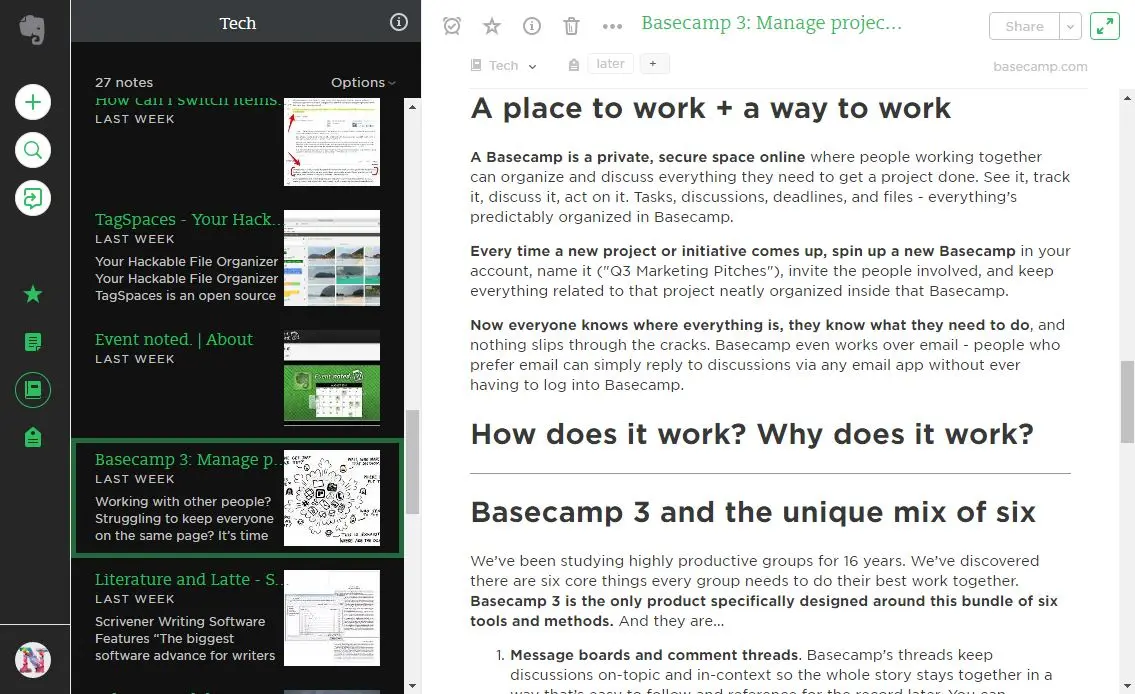 Tech
27 notes
Options
How can I switch items...
LAST WEEK
TagSpaces - Your Hack...
LAST WEEK
Your Hackable File Organizer
Your Hackable File Organizer
TagSpaces is an open source
Event noted. | About
LAST WEEK
Event noted.
Basecamp 3: Manage p...
LAST WEEK
Working with other people?
Struggling to keep everyone
on the same page? It's time
Literature and Latte - S...
LAST WEEK
Scrivener Writing Software
Features “The biggest
software advance for writers
Basecamp 3: Manage projec...
Share
Tech
later
+
basecamp.com
A place to work + a way to work
A Basecamp is a private, secure space online where people working together
can organize and discuss everything they need to get a project done. See it, track
it, discuss it, act on it. Tasks, discussions, deadlines, and files - everything's
predictably organized in Basecamp.
Every time a new project or initiative comes up, spin up a new Basecamp in your
account, name it ("Q3 Marketing Pitches"), invite the people involved, and keep
everything related to that project neatly organized inside that Basecamp.
Now everyone knows where everything is, they know what they need to do, and
nothing slips through the cracks. Basecamp even works over email - people who
prefer email can simply reply to discussions via any email app without ever
having to log into Basecamp.
How does it work? Why does it work?
Basecamp 3 and the unique mix of six
We've been studying highly productive groups for 16 years. We've discovered
there are six core things every group needs to do their best work together.
Basecamp 3 is the only product specifically designed around this bundle of six
tools and methods. And they are...
1. Message boards and comment threads. Basecamp's threads keep
discussions on-topic and in-context so the whole story stays together in a
way that's easy to follow and reference for the record later. You can